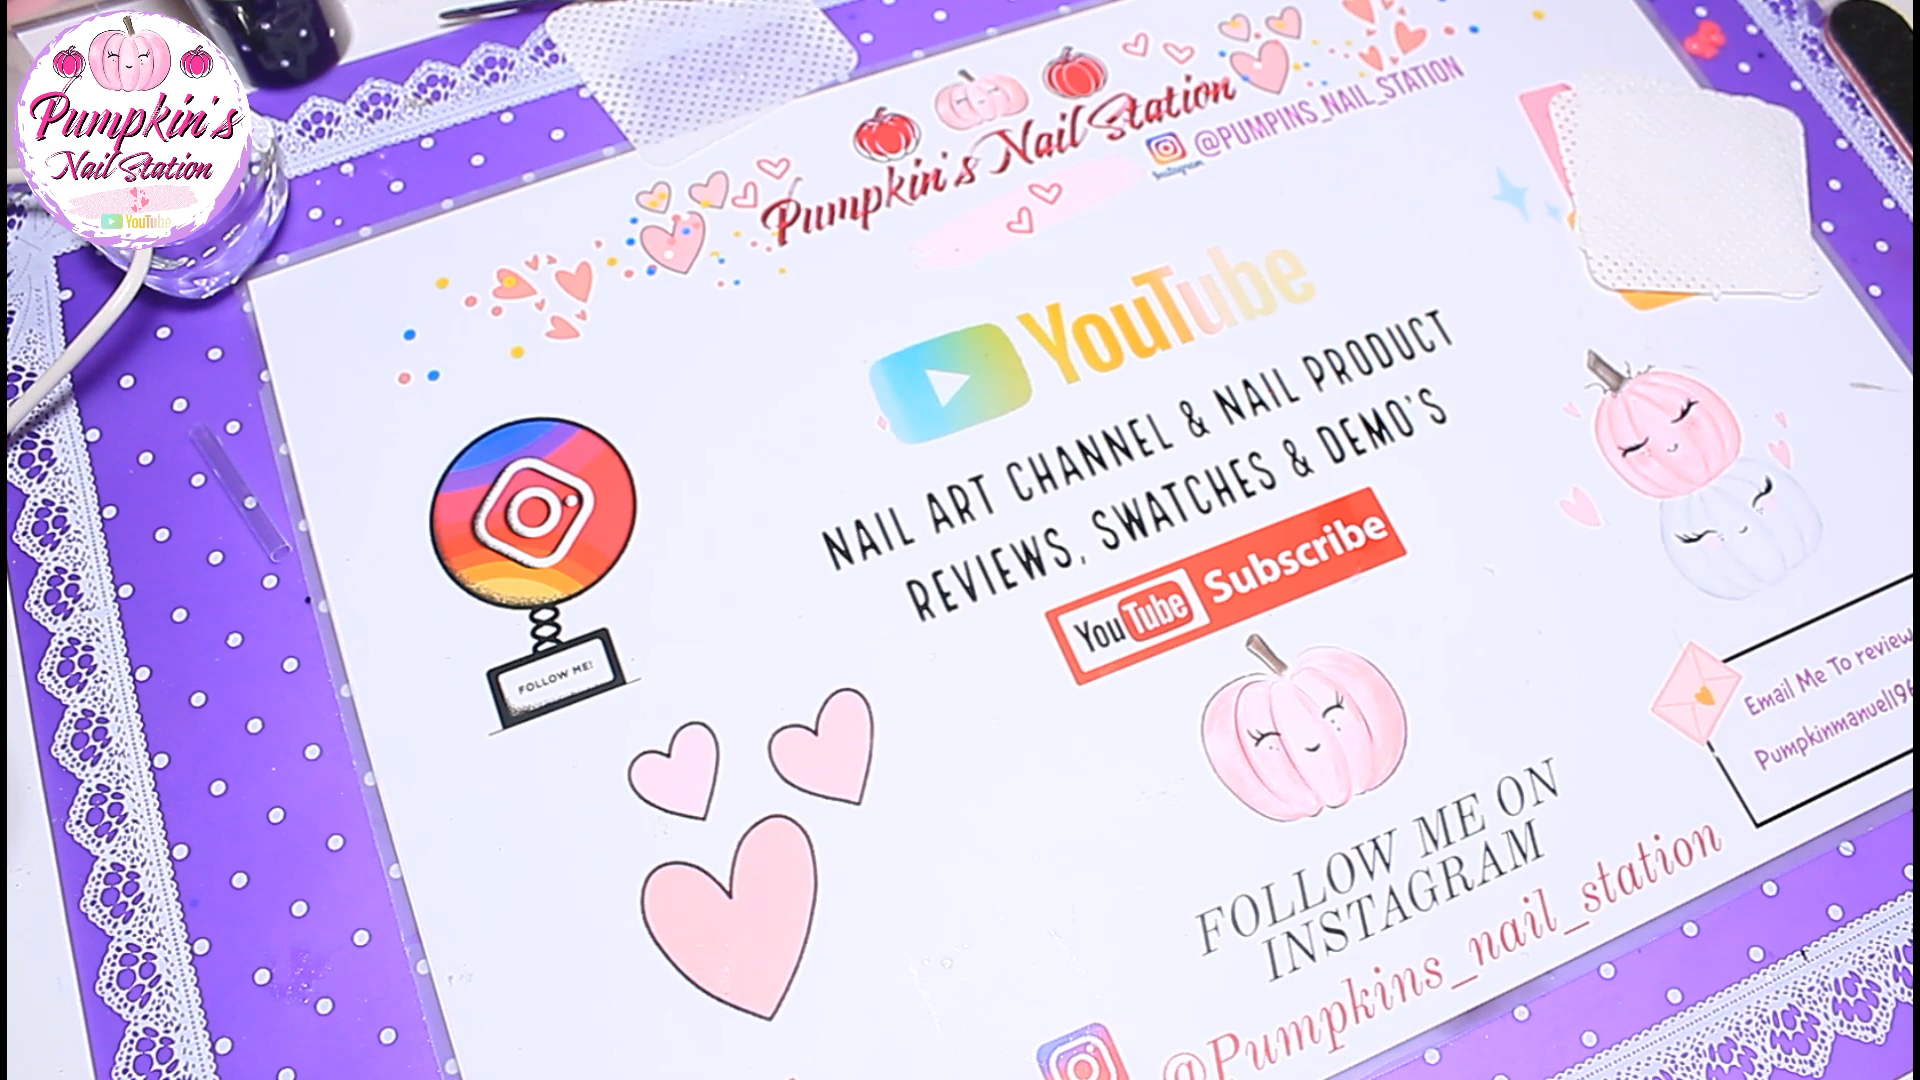 Pumpkin's
Nail Station
YouTube
Pumpkin's Nail Station
Instagram
@PUMPINS_NAIL_STATION
YouTube
NAIL ART CHANNEL & NAIL PRODUCT
REVIEWS, SWATCHES & DEMO'S
YouTube Subscribe
FOLLOW ME!
Email Me To review
Pumpkinmanuel196
FOLLOW ME ON
INSTAGRAM
@Pumpkins_nail_station